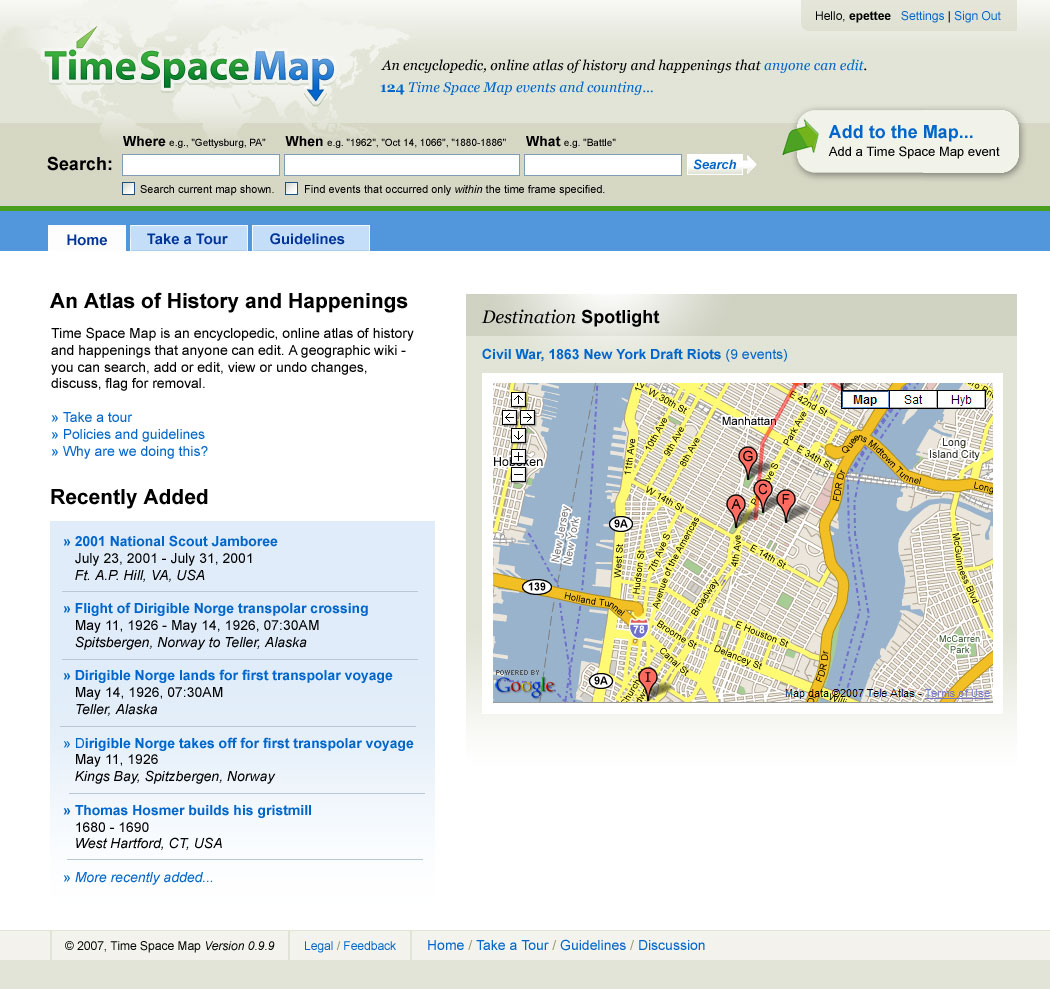 Hello, epettee Settings | Sign Out
TimeSpaceMap
An encyclopedic, online atlas of history and happenings that anyone can edit.
124 Time Space Map events and counting...
Where e.g., "Gettysburg, PA"
When e.g. "1962", "Oct 14, 1066", "1880-1886"
What e.g. "Battle"
Search:
Search
Search current map shown.
Find events that occurred only within the time frame specified.
Add to the Map...
Add a Time Space Map event
Home
Take a Tour
Guidelines
An Atlas of History and Happenings
Time Space Map is an encyclopedic, online atlas of history
and happenings that anyone can edit. A geographic wiki -
you can search, add or edit, view or undo changes,
discuss, flag for removal.
» Take a tour
» Policies and guidelines
» Why are we doing this?
Recently Added
» 2001 National Scout Jamboree
July 23, 2001 - July 31, 2001
Ft. A.P. Hill, VA, USA
» Flight of Dirigible Norge transpolar crossing
May 11, 1926 - May 14, 1926, 07:30AM
Spitsbergen, Norway to Teller, Alaska
» Dirigible Norge lands for first transpolar voyage
May 14, 1926, 07:30AM
Teller, Alaska
» Dirigible Norge takes off for first transpolar voyage
May 11, 1926
Kings Bay, Spitzbergen, Norway
» Thomas Hosmer builds his gristmill
1680 - 1690
West Hartford, CT, USA
» More recently added...
Destination Spotlight
Civil War, 1863 New York Draft Riots (9 events)
Map
Sat
Hyb
W 30th St
E 42nd St
Manhattan
10th Ave
9th Ave
8th Ave
11th Ave
Park Ave
E 34th St
Queens Midtown Tunnel
Long
Island City
Long
FDR Dr
G
C
A
F
W 14th St
9A
New Jersey
New York
West St
Hudson St
7th Ave S
Avenue of the Americas
4th Ave
E 14th St
McGuinness Blvd
139
Holland Tunnel
78
Broadway
Broome St
Canal St
E Houston St
Delancey St
McCarren
Park
FDR Dr
9A
I
Church
POWERED BY
Google
Map data ©2007 Tele Atlas - Terms of Use
© 2007, Time Space Map Version 0.9.9
Legal / Feedback
Home / Take a Tour / Guidelines / Discussion